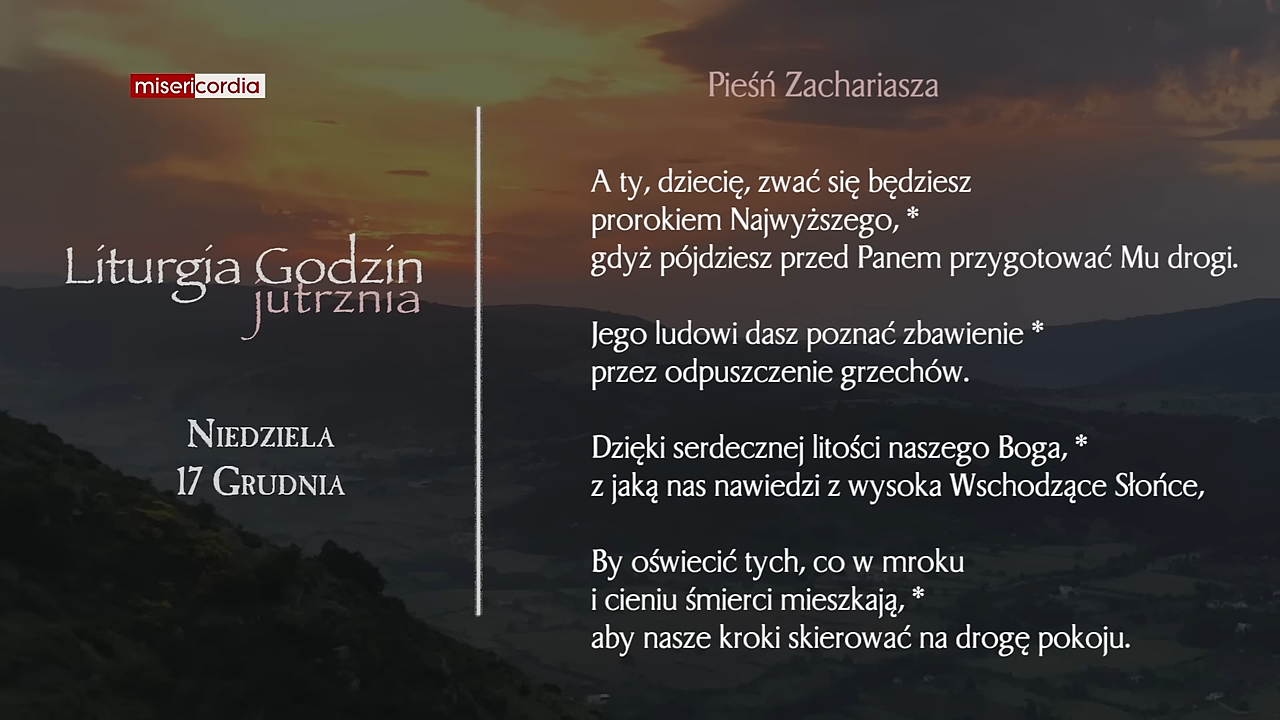 misericordia
Liturgia Godzin
jutrznia
Niedziela
17 Grudnia
Pieśń Zachariasza
A ty, dziecię, zwać się będziesz
prorokiem Najwyższego, *
gdyż pójdziesz przed Panem przygotować Mu drogi.
Jego ludowi dasz poznać zbawienie *
przez odpuszczenie grzechów.
Dzięki serdecznej litości naszego Boga, *
z jaką nas nawiedzi z wysoka Wschodzące Słońce,
By oświecić tych, co w mroku
i cieniu śmierci mieszkają, *
aby nasze kroki skierować na drogę pokoju.